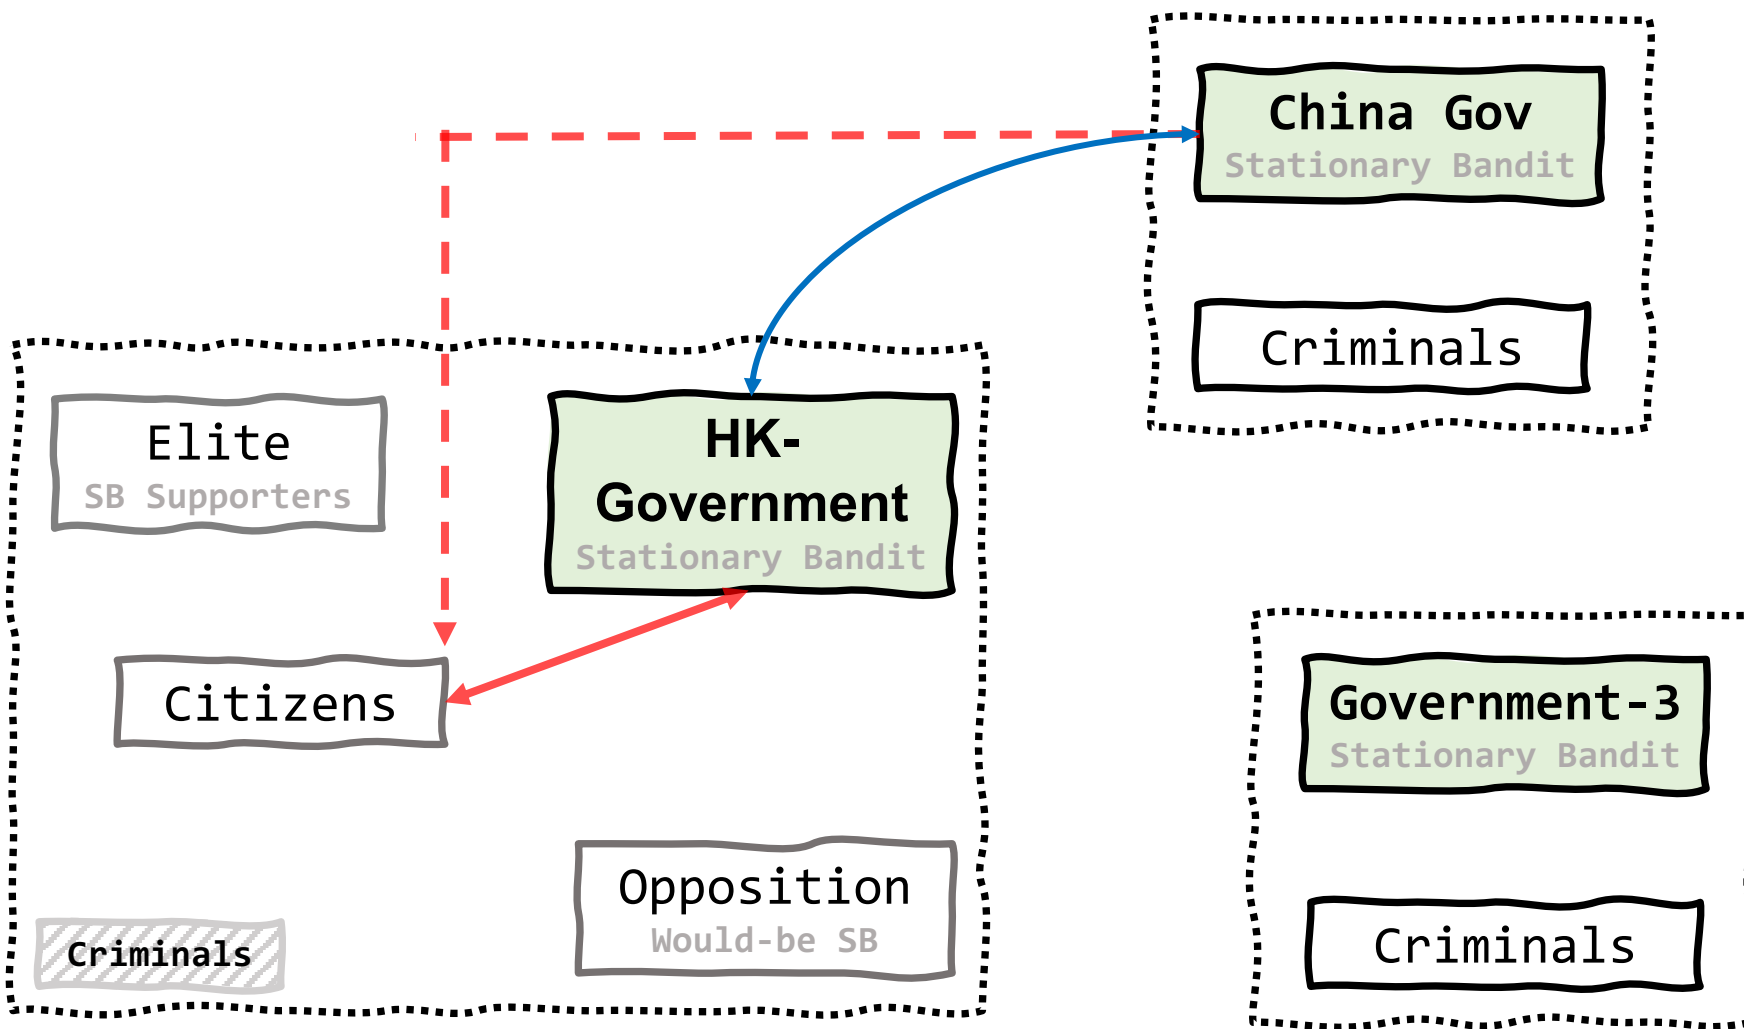 China Gov
Stationary Bandit
Criminals
Elite
SB Supporters
HK-
Government
Stationary Bandit
Citizens
Government-3
Stationary Bandit
Opposition
Would-be SB
Criminals
Criminals